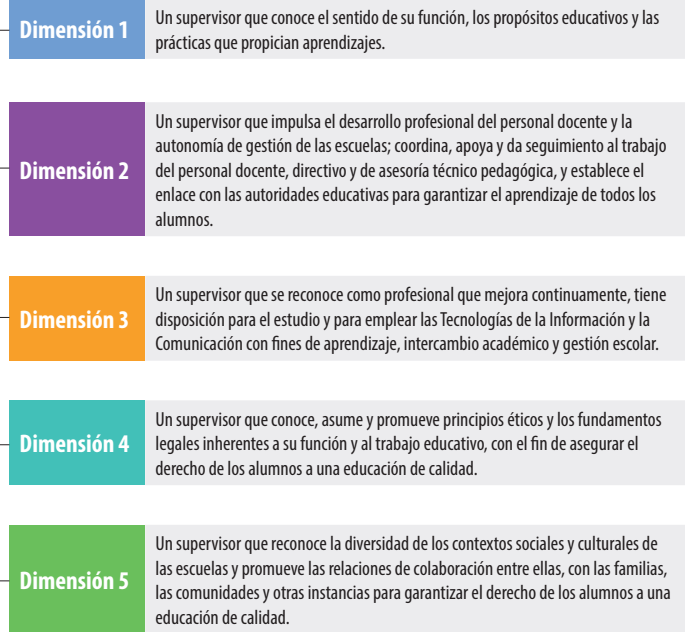 Dimensión 1
Un supervisor que conoce el sentido de su función, los propósitos educativos y las
prácticas que propician aprendizajes.
Dimensión 2
Un supervisor que impulsa el desarrollo profesional del personal docente y la
autonomía de gestión de las escuelas; coordina, apoya y da seguimiento al trabajo
del personal docente, directivo y de asesoría técnico pedagógica, y establece el
enlace con las autoridades educativas para garantizar el aprendizaje de todos los
alumnos.
Dimensión 3
Un supervisor que se reconoce como profesional que mejora continuamente, tiene
disposición para el estudio y para emplear las Tecnologías de la Información y la
Comunicación con fines de aprendizaje, intercambio académico y gestión escolar.
Dimensión 4
Un supervisor que conoce, asume y promueve principios éticos y los fundamentos
legales inherentes a su función y al trabajo educativo, con el fin de asegurar el
derecho de los alumnos a una educación de calidad.
Dimensión 5
Un supervisor que reconoce la diversidad de los contextos sociales y culturales de
las escuelas y promueve las relaciones de colaboración entre ellas, con las familias,
las comunidades y otras instancias para garantizar el derecho de los alumnos a una
educación de calidad.